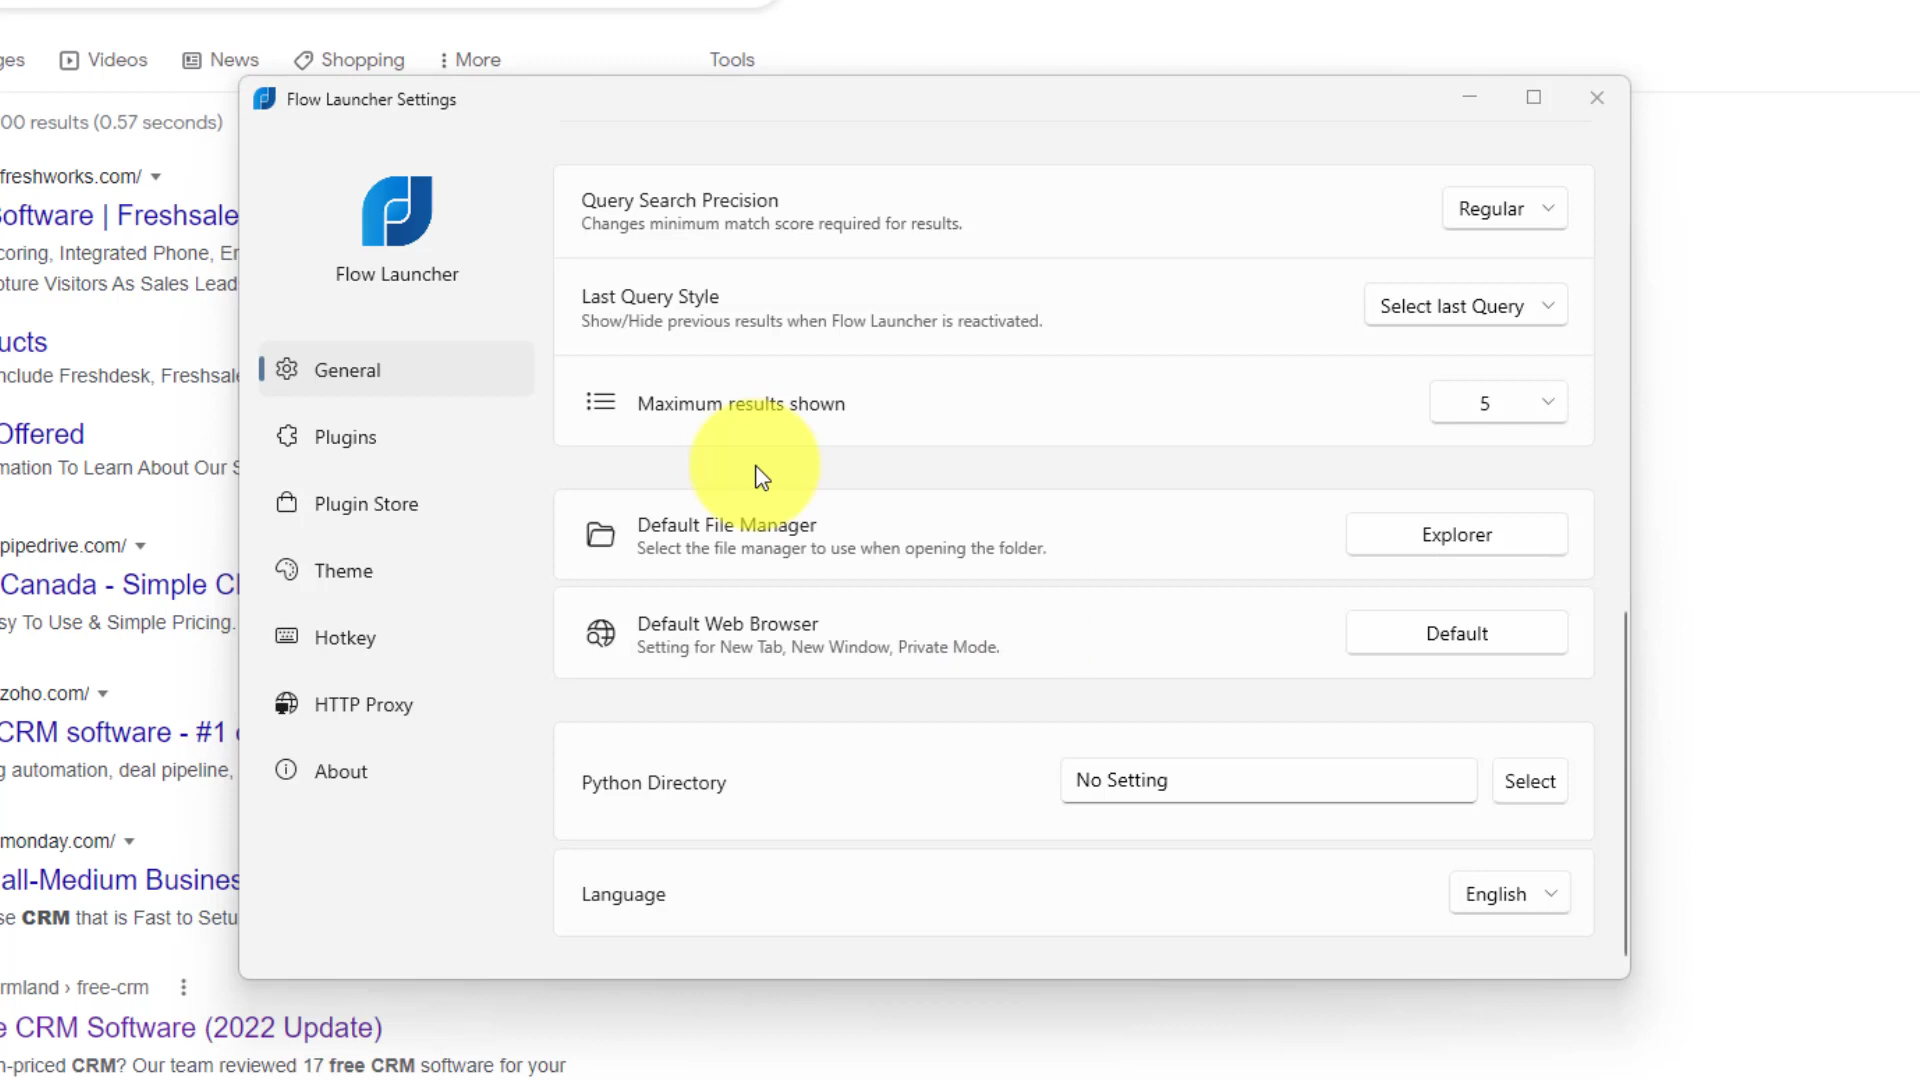 ges
Videos
News
Shopping
More
Tools
00 results (0.57 seconds)
freshworks.com/
Software | Freshsale
coring, Integrated Phone, Em
pture Visitors As Sales Lead
ucts
nclude Freshdesk, Freshsale
Offered
mation To Learn About Our S
pipedrive.com/
Canada - Simple C
sy To Use & Simple Pricing.
zoho.com/
CRM software - #1
g automation, deal pipeline,
monday.com/
all-Medium Busines
se CRM that is Fast to Setu
rmland › free-crm
e CRM Software (2022 Update)
n-priced CRM? Our team reviewed 17 free CRM software for your
Flow Launcher Settings
Flow Launcher
General
Plugins
Plugin Store
Theme
Hotkey
HTTP Proxy
About
Query Search Precision
Changes minimum match score required for results.
Regular
Last Query Style
Show/Hide previous results when Flow Launcher is reactivated.
Select last Query
Maximum results shown
5
Default File Manager
Select the file manager to use when opening the folder.
Explorer
Default Web Browser
Setting for New Tab, New Window, Private Mode.
Default
Python Directory
No Setting
Select
Language
English